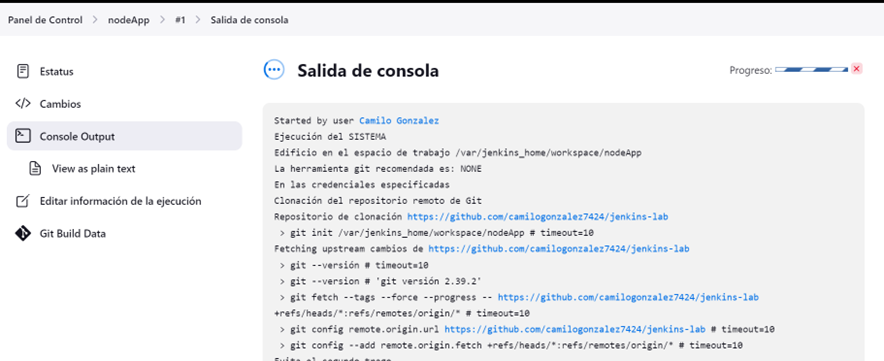 Panel de Control > nodeApp > #1 > Salida de consola
Estatus
Cambios
Console Output
View as plain text
Editar información de la ejecución
Git Build Data
Salida de consola
Progreso:
Started by user Camilo Gonzalez
Ejecución del SISTEMA
Edificio en el espacio de trabajo /var/jenkins_home/workspace/nodeApp
La herramienta git recomendada es: NONE
En las credenciales especificadas
Clonación del repositorio remoto de Git
Repositorio de clonación https://github.com/camilogonzalez7424/jenkins-lab
> git init /var/jenkins_home/workspace/nodeApp # timeout=10
Fetching upstream cambios de https://github.com/camilogonzalez7424/jenkins-lab
> git --versión # timeout=10
> git --version # 'git versión 2.39.2'
> git fetch --tags --force --progress -- https://github.com/camilogonzalez7424/jenkins-lab
+refs/heads/*:refs/remotes/origin/* # timeout=10
> git config remote.origin.url https://github.com/camilogonzalez7424/jenkins-lab # timeout=10
> git config --add remote.origin.fetch +refs/heads/*:refs/remotes/origin/* # timeout=10